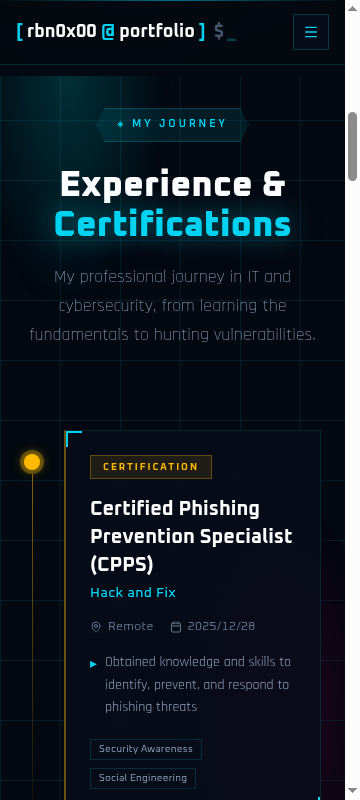 [ rbn0x00 @ portfolio ] $_
☰
◈ MY JOURNEY
Experience &
Certifications
My professional journey in IT and
cybersecurity, from learning the
fundamentals to hunting vulnerabilities.
CERTIFICATION
Certified Phishing
Prevention Specialist
(CPPS)
Hack and Fix
Remote 2025/12/28
▶ Obtained knowledge and skills to
identify, prevent, and respond to
phishing threats
Security Awareness
Social Engineering